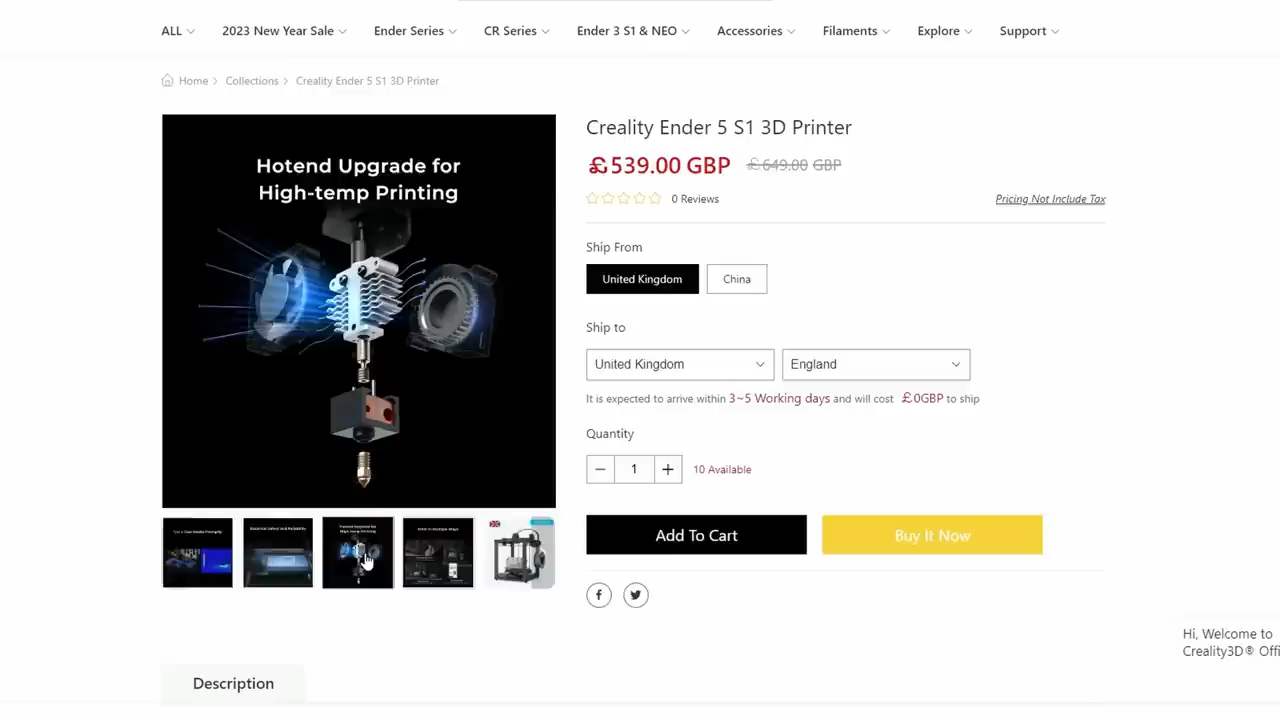 ALL
2023 New Year Sale
Ender Series
CR Series
Ender 3 S1 & NEO
Accessories
Filaments
Explore
Support
Home > Collections > Creality Ender 5 S1 3D Printer
Hotend Upgrade for
High-temp Printing
Creality Ender 5 S1 3D Printer
£539.00 GBP £649.00 GBP
0 Reviews
Pricing Not Include Tax
Ship From
United Kingdom
China
Ship to
United Kingdom
England
It is expected to arrive within 3~5 Working days and will cost £0GBP to ship
Quantity
− 1 + 10 Available
Add To Cart
Buy It Now
Description
Hi, Welcome to
Creality3D® Offi